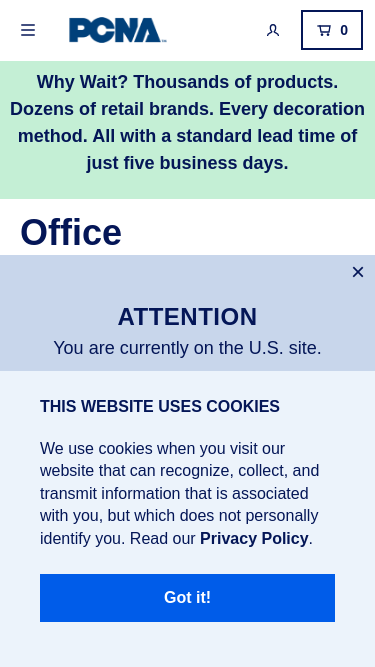 PCNA
0
Why Wait? Thousands of products.
Dozens of retail brands. Every decoration
method. All with a standard lead time of
just five business days.
Office
ATTENTION
You are currently on the U.S. site.
THIS WEBSITE USES COOKIES
We use cookies when you visit our
website that can recognize, collect, and
transmit information that is associated
with you, but which does not personally
identify you. Read our Privacy Policy.
Got it!